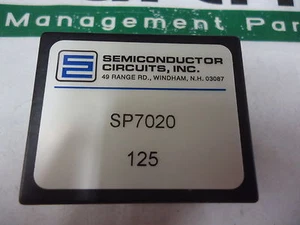 Management Par
SEMICONDUCTOR
CIRCUITS, INC.
49 RANGE RD., WINDHAM, N.H. 03087
SP7020
125